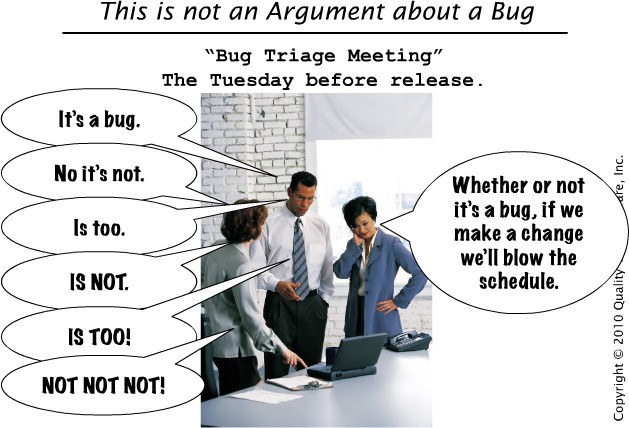 This is not an Argument about a Bug
“Bug Triage Meeting”
The Tuesday before release.
It's a bug.
No it's not.
Is too.
IS NOT.
IS TOO!
NOT NOT NOT!
Whether or not
it's a bug, if we
make a change
we'll blow the
schedule.
Copyright © 2010 Quality
Inc.